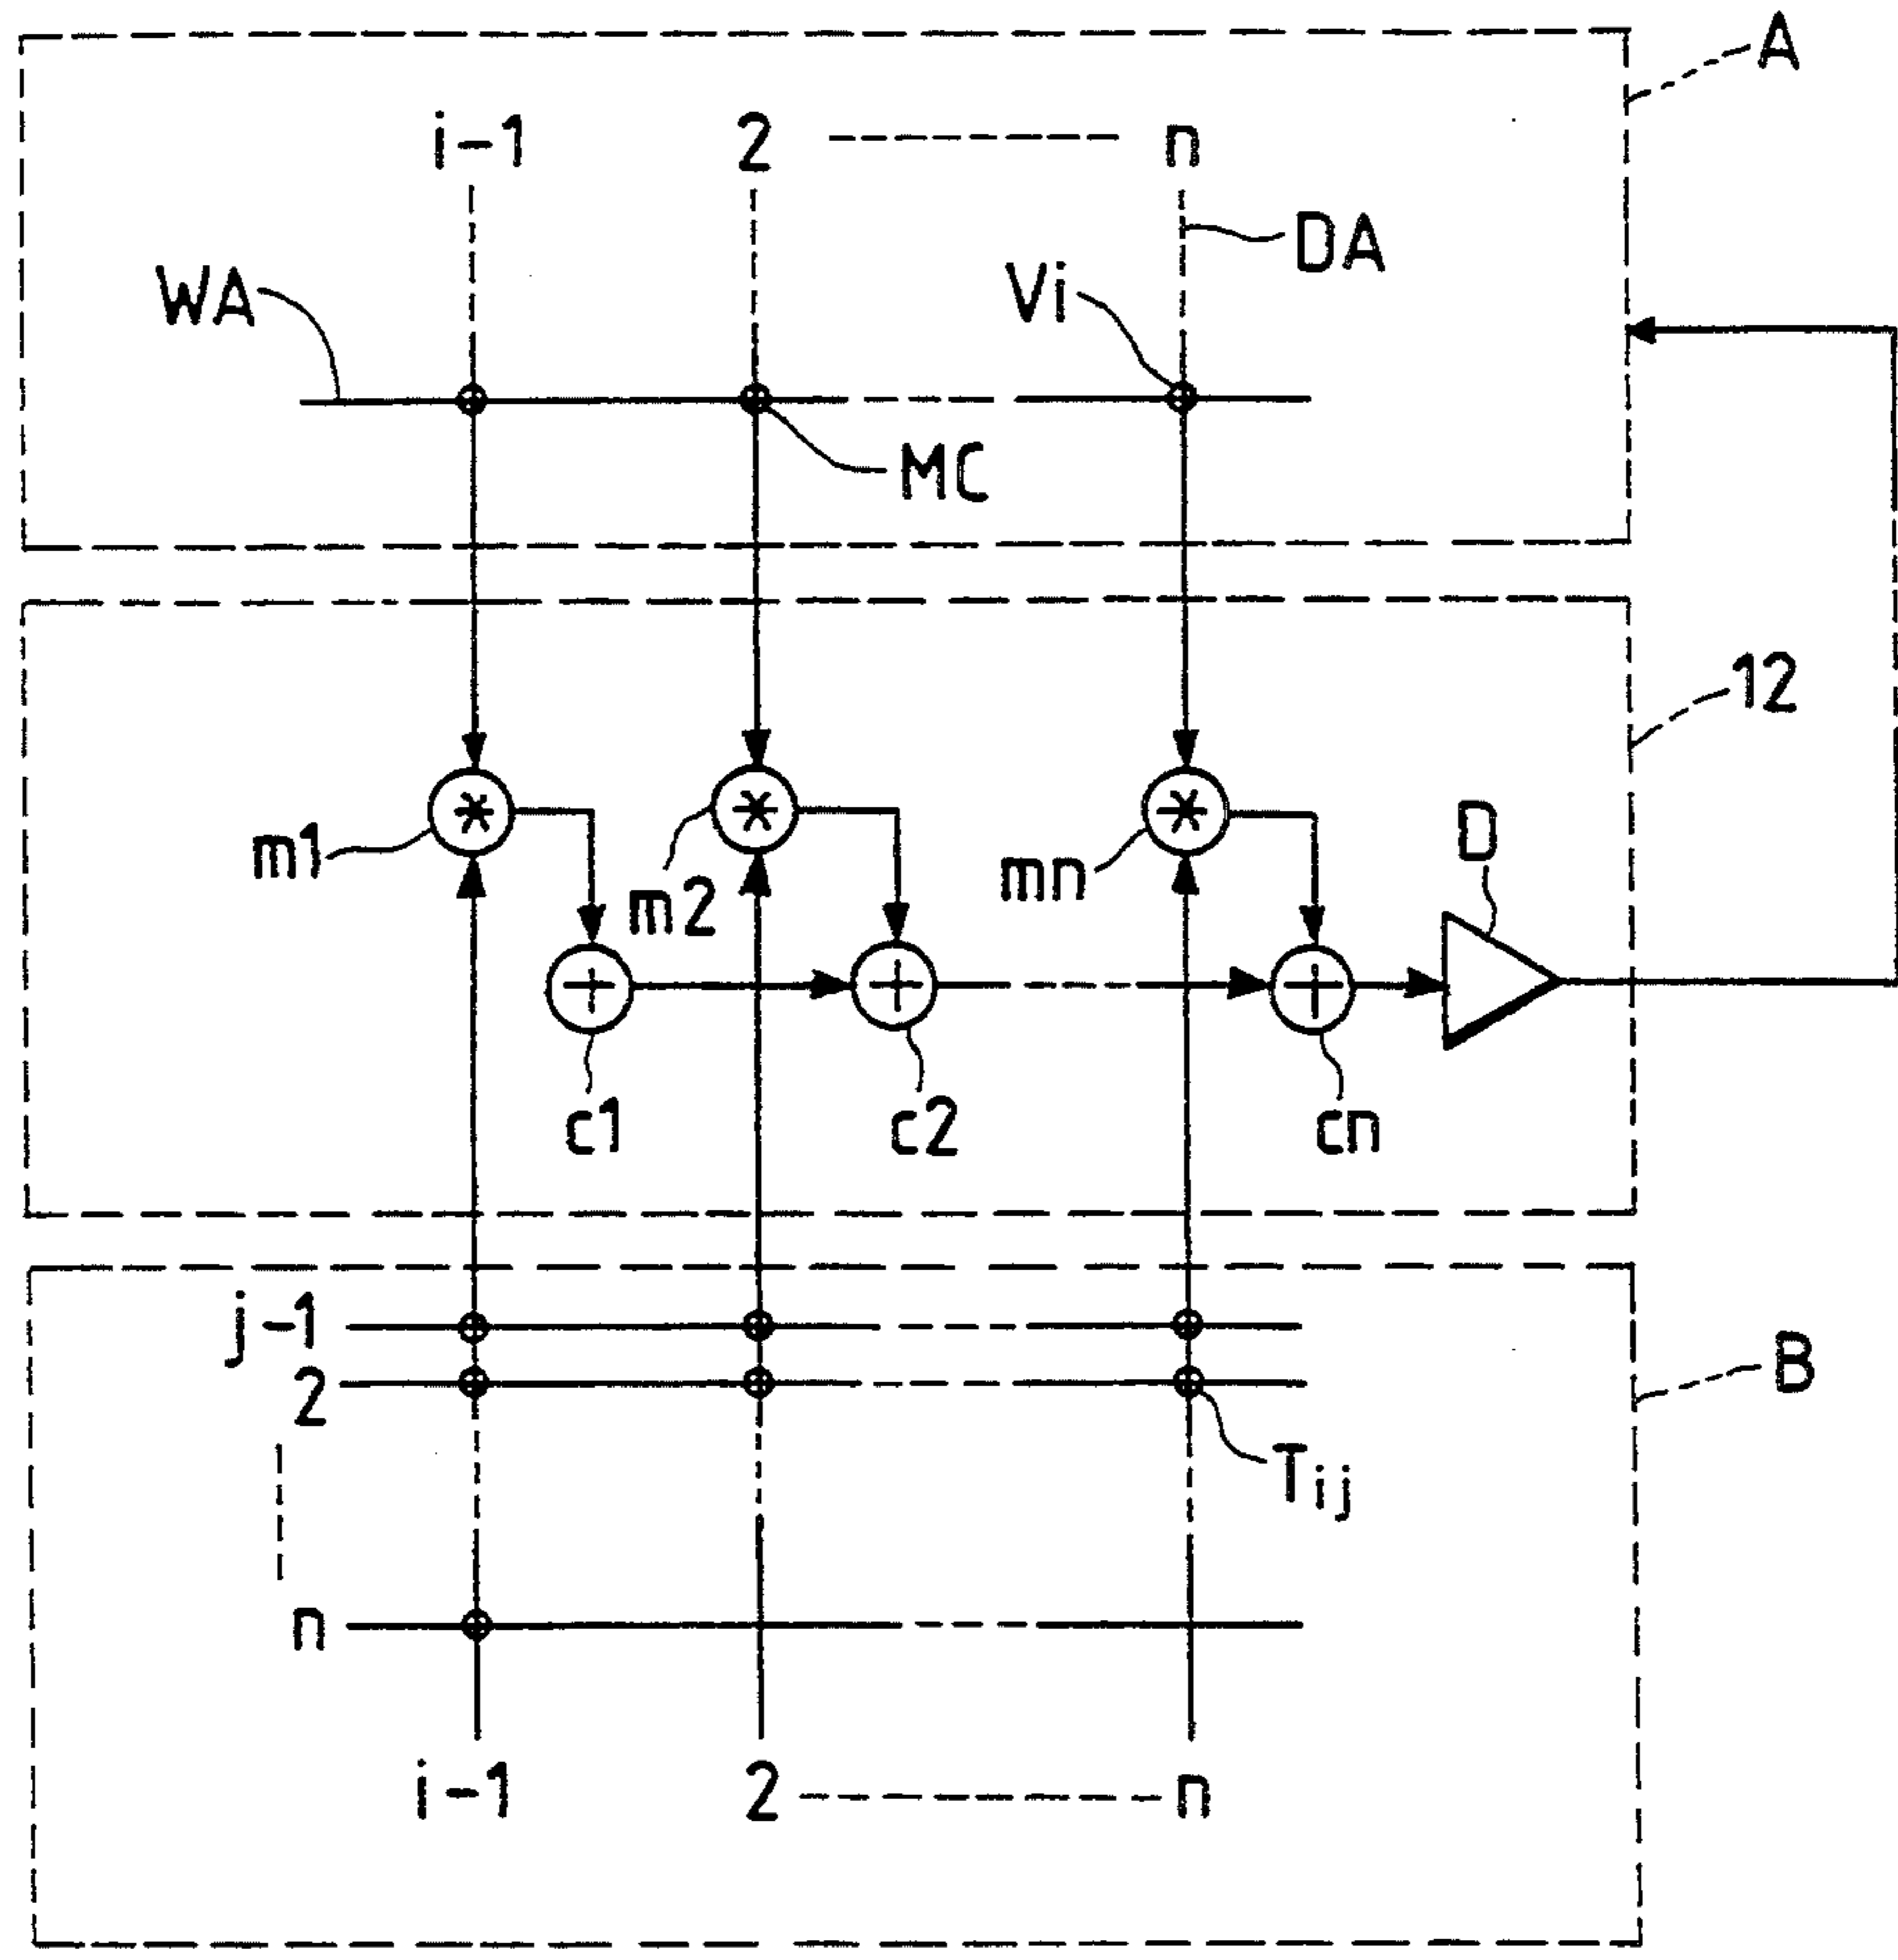 A
i-1 2 n
DA
WA
Vi
MC
12
m1
m2
mn
D
* * *
+ + +
c1
c2
cn
j-1
2
B
Tij
n
i-1 2 n